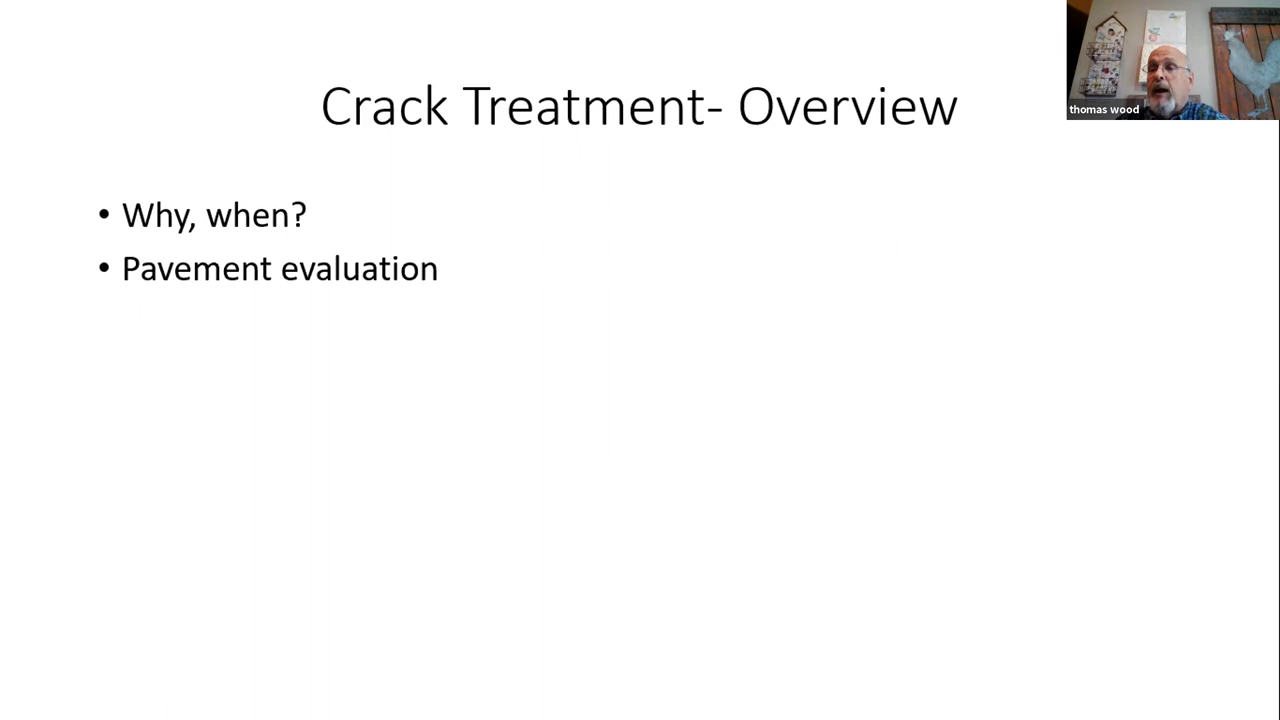 Crack Treatment- Overview
thomas wood
• Why, when?
• Pavement evaluation